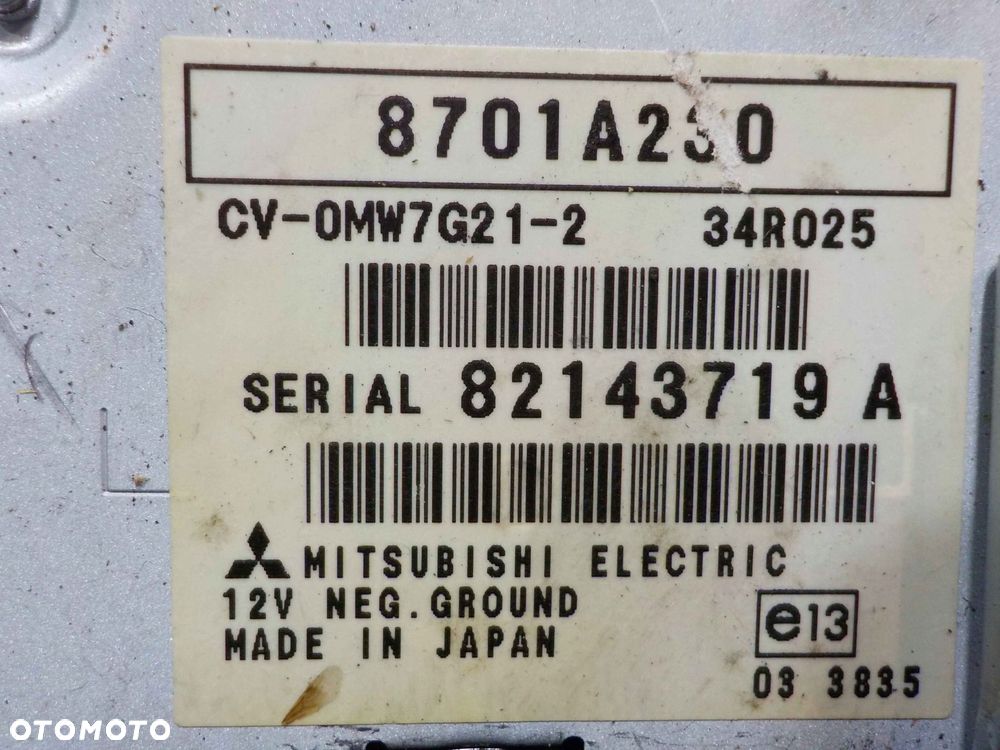 8701A230
CV-0MW7G21-2 34R025
SERIAL 82143719 A
MITSUBISHI ELECTRIC
12V NEG.GROUND
MADE IN JAPAN
e13
03 3835
OTOMOTO